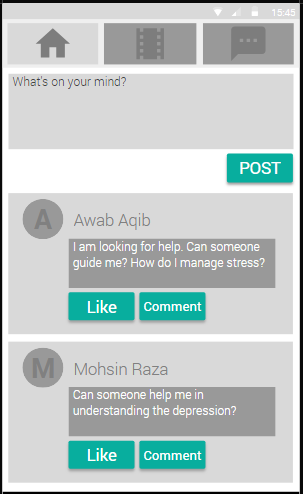 15:45
What's on your mind?
POST
A
Awab Aqib
I am looking for help. Can someone
guide me? How do I manage stress?
Like
Comment
M
Mohsin Raza
Can someone help me in
understanding the depression?
Like
Comment